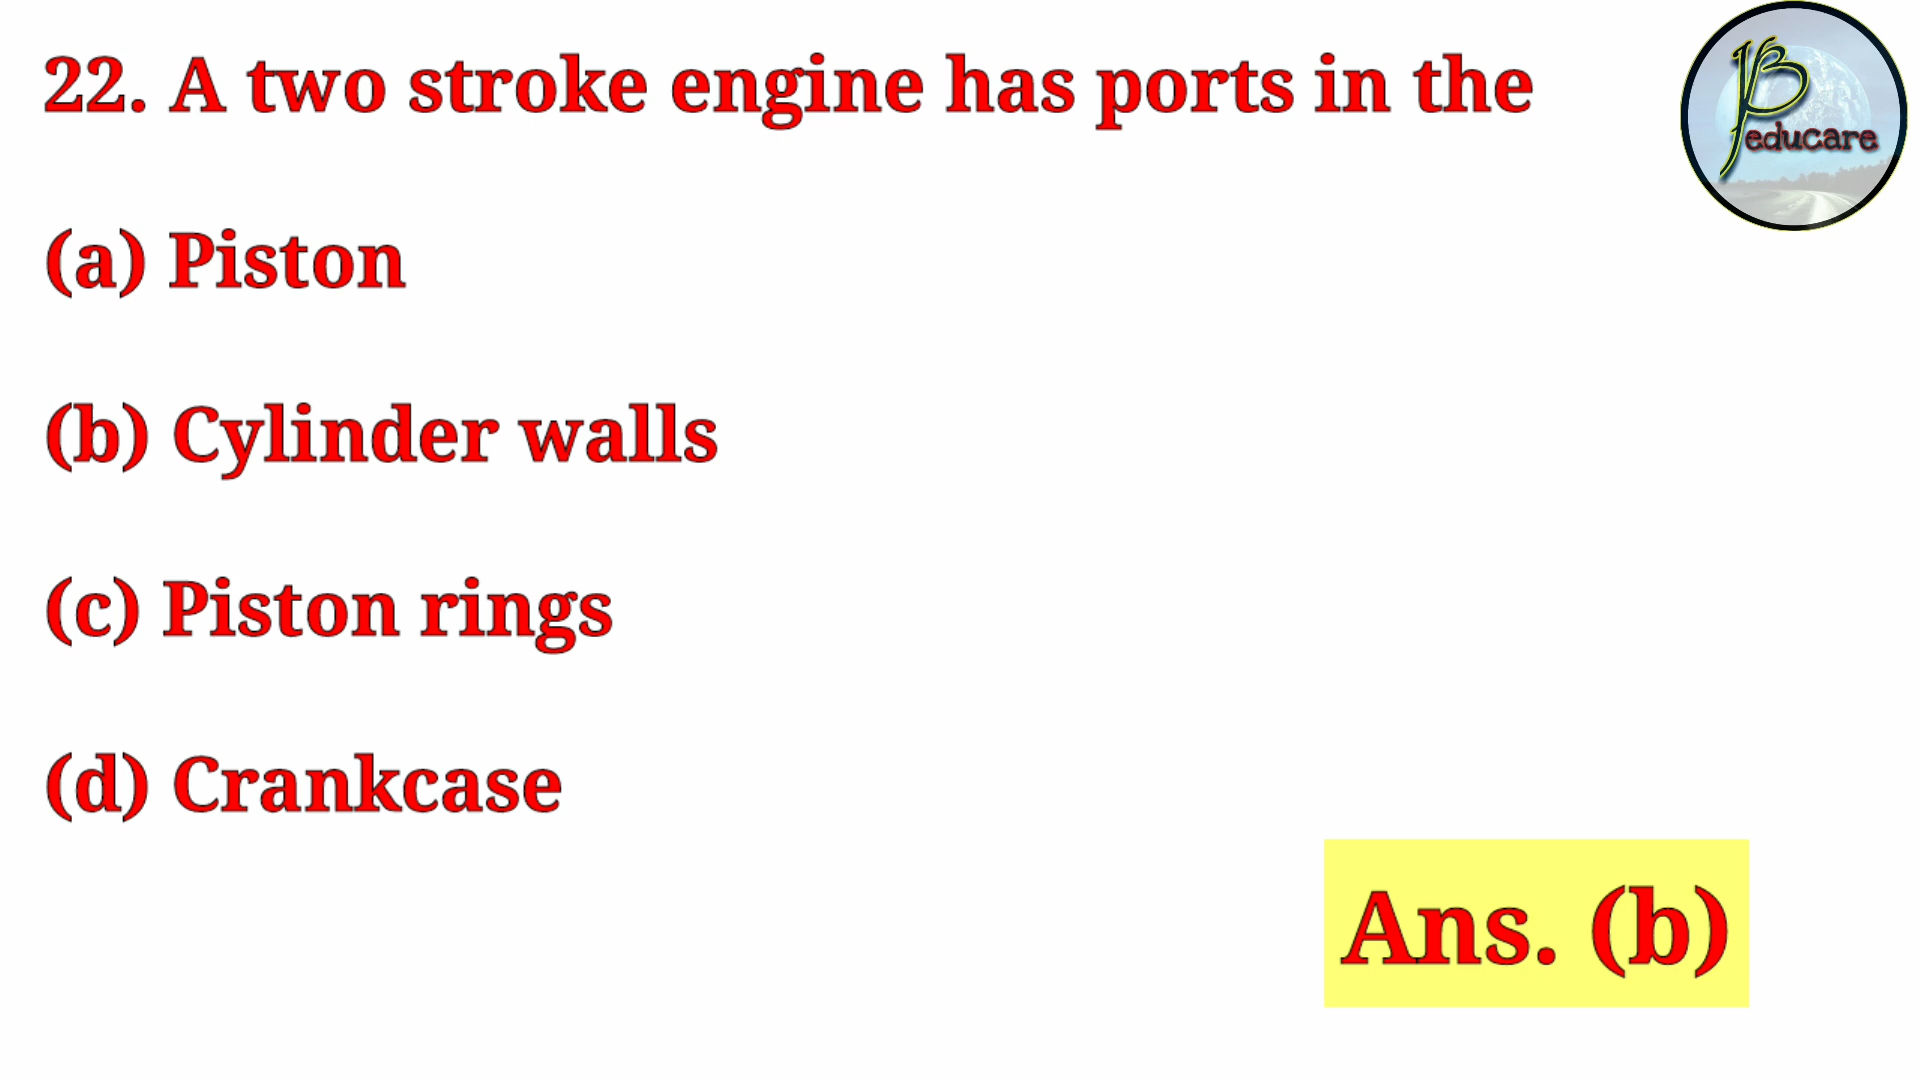 22. A two stroke engine has ports in the
(a) Piston
(b) Cylinder walls
(c) Piston rings
(d) Crankcase
Ans. (b)
educare